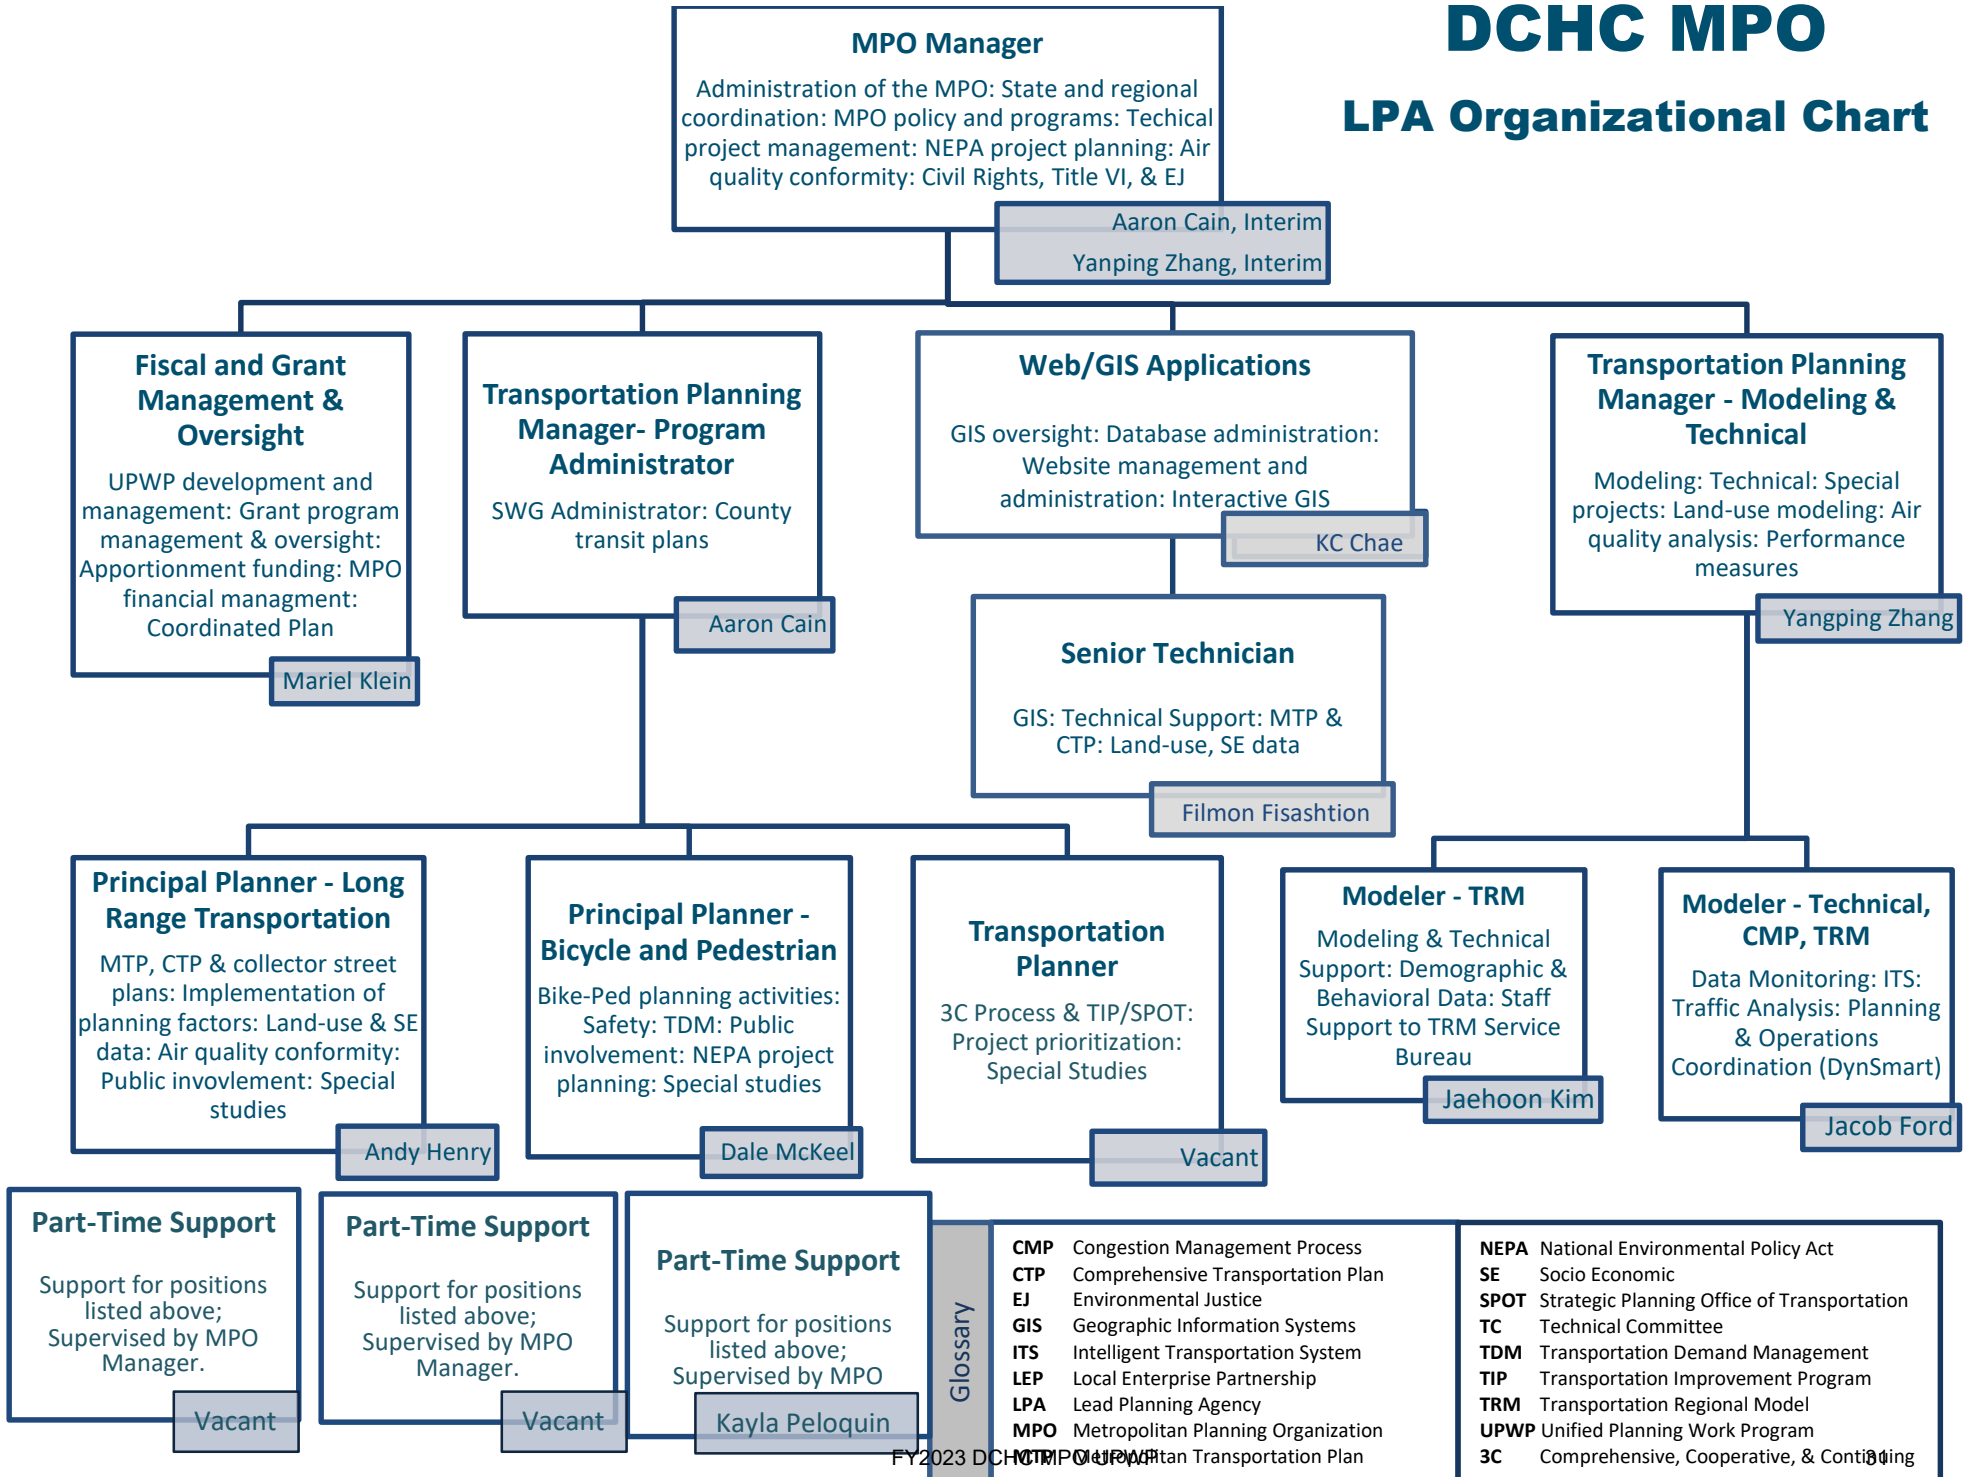 DCHC MPO
LPA Organizational Chart
MPO Manager
Administration of the MPO: State and regional
coordination: MPO policy and programs: Techical
project management: NEPA project planning: Air
quality conformity: Civil Rights, Title VI, & EJ
Aaron Cain, Interim
Yanping Zhang, Interim
Fiscal and Grant
Management &
Oversight
UPWP development and
management: Grant program
management & oversight:
Apportionment funding: MPO
financial managment:
Coordinated Plan
Mariel Klein
Transportation Planning
Manager- Program
Administrator
SWG Administrator: County
transit plans
Aaron Cain
Web/GIS Applications
GIS oversight: Database administration:
Website management and
administration: Interactive GIS
KC Chae
Transportation Planning
Manager - Modeling &
Technical
Modeling: Technical: Special
projects: Land-use modeling: Air
quality analysis: Performance
measures
Yangping Zhang
Senior Technician
GIS: Technical Support: MTP &
CTP: Land-use, SE data
Filmon Fisashtion
Principal Planner - Long
Range Transportation
MTP, CTP & collector street
plans: Implementation of
planning factors: Land-use & SE
data: Air quality conformity:
Public invovlement: Special
studies
Andy Henry
Principal Planner -
Bicycle and Pedestrian
Bike-Ped planning activities:
Safety: TDM: Public
involvement: NEPA project
planning: Special studies
Dale McKeel
Transportation
Planner
3C Process & TIP/SPOT:
Project prioritization:
Special Studies
Vacant
Modeler - TRM
Modeling & Technical
Support: Demographic &
Behavioral Data: Staff
Support to TRM Service
Bureau
Jaehoon Kim
Modeler - Technical,
CMP, TRM
Data Monitoring: ITS:
Traffic Analysis: Planning
& Operations
Coordination (DynSmart)
Jacob Ford
Part-Time Support
Support for positions
listed above;
Supervised by MPO
Manager.
Vacant
Part-Time Support
Support for positions
listed above;
Supervised by MPO
Manager.
Vacant
Part-Time Support
Support for positions
listed above;
Supervised by MPO
Kayla Peloquin
Glossary
CMP Congestion Management Process
CTP Comprehensive Transportation Plan
EJ Environmental Justice
GIS Geographic Information Systems
ITS Intelligent Transportation System
LEP Local Enterprise Partnership
LPA Lead Planning Agency
MPO Metropolitan Planning Organization
MTP Metropolitan Transportation Plan
NEPA National Environmental Policy Act
SE Socio Economic
SPOT Strategic Planning Office of Transportation
TC Technical Committee
TDM Transportation Demand Management
TIP Transportation Improvement Program
TRM Transportation Regional Model
UPWP Unified Planning Work Program
3C Comprehensive, Cooperative, & Continuing
FY2023 DCHC MPO UPWP
31